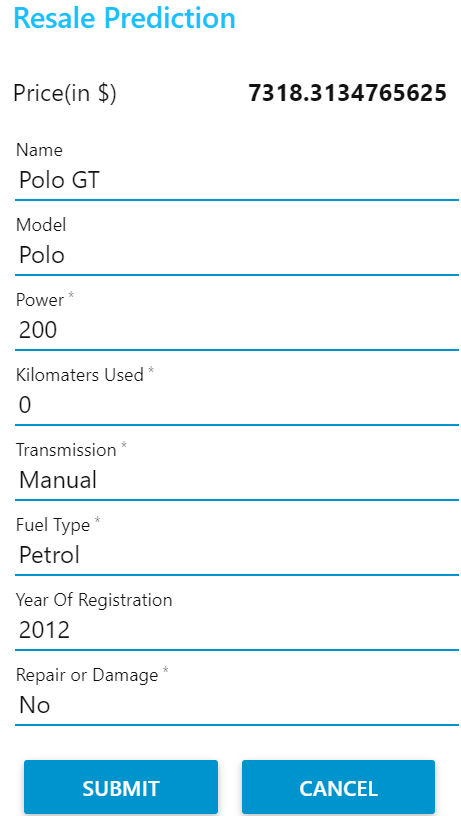 Resale Prediction
Price(in $) 7318.3134765625
Name
Polo GT
Model
Polo
Power *
200
Kilomaters Used *
0
Transmission *
Manual
Fuel Type *
Petrol
Year Of Registration
2012
Repair or Damage *
No
SUBMIT CANCEL